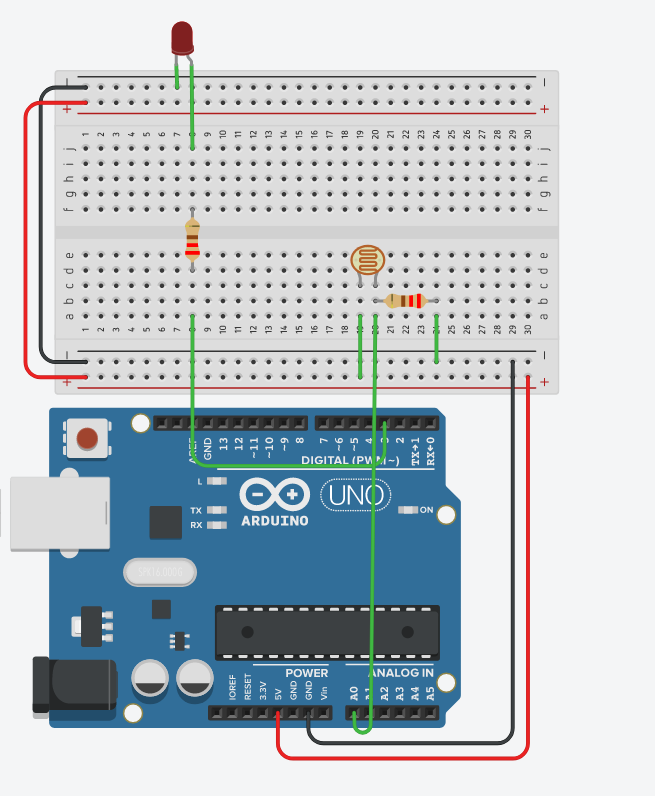 − −
+ +
1 2 3 4 5 6 7 8 9 10 11 12 13 14 15 16 17 18 19 20 21 22 23 24 25 26 27 28 29 30
j j
i i
h h
g g
f f
e e
d d
c c
b b
a a
1 2 3 4 5 6 7 8 9 10 11 12 13 14 15 16 17 18 19 20 21 22 23 24 25 26 27 28 29 30
− −
+ +
AREF GND 13 12 ~11 ~10 ~9 8 7 ~6 ~5 4 ~3 2 TX→1 RX←0
DIGITAL (PWM~)
L
TX
RX
ARDUINO
UNO
ON
POWER
ANALOG IN
IOREF RESET 3.3V 5V GND GND Vin A0 A1 A2 A3 A4 A5